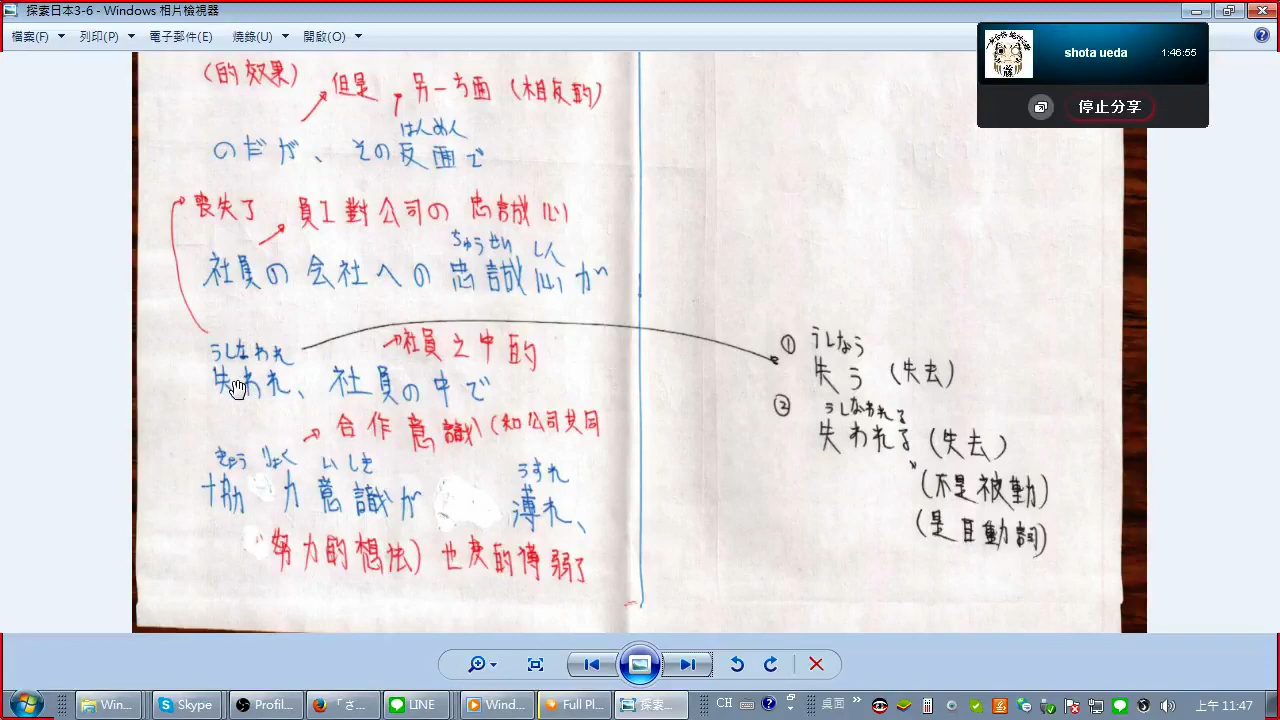 探索日本3-6 - Windows 相片檢視器
檔案(F) 列印(P) 電子郵件(E) 燒錄(U) 開啟(O)
shota ueda 1:46:55
停止分享
(的效果) 但是 另一方面 (相反的)
はんめん
のだが、その反面で
喪失了 員工對公司の忠誠心
ちゅうせい しん
社員の会社への忠誠心が
うしなわれ 社員之中的
失われ、社員の中で
合作意識(和公司共同
きょう りょく いしき うすれ
協力意識が 薄れ、
努力的想法) 也变的薄弱了
① うしなう
失う (失去)
② うしなわれる
失われる (失去)
(不是被動)
(是自動詞)
Win... Skype Profil... 「さ... LINE Wind... Full Pl... 探索... CH 桌面 上午 11:47